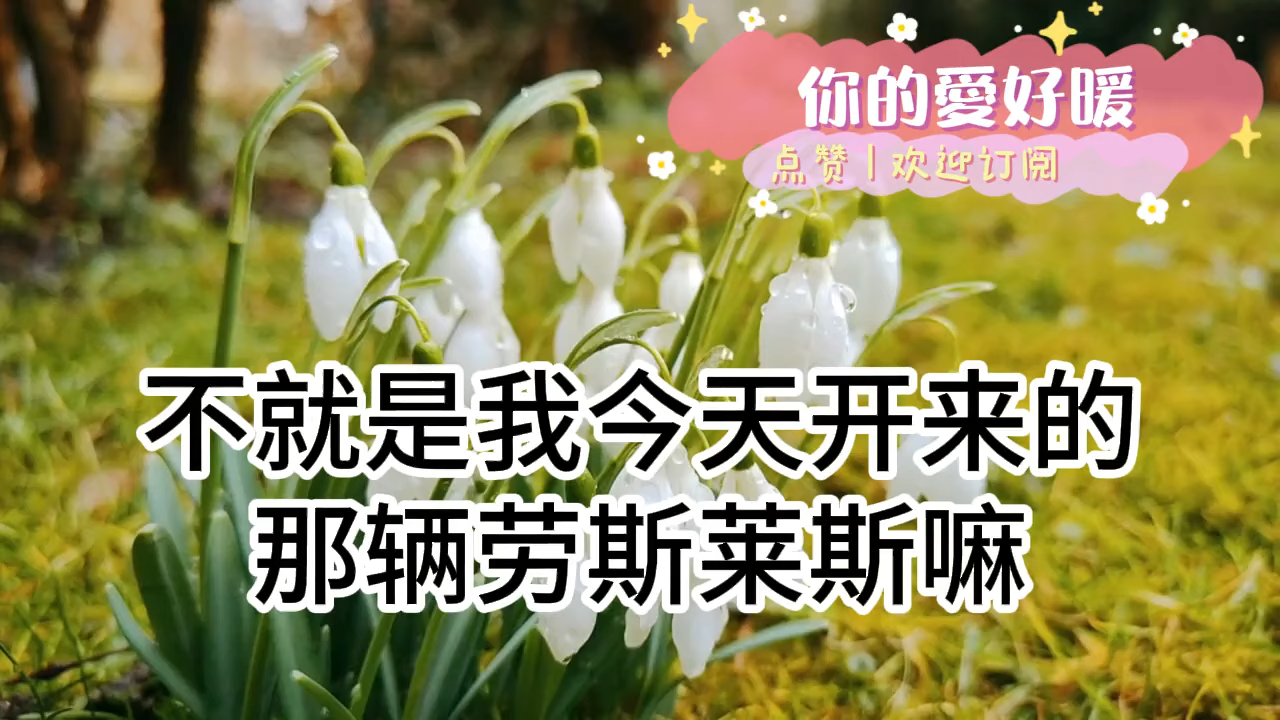 你的愛好暖
点赞丨欢迎订阅
不就是我今天开来的
那辆劳斯莱斯嘛